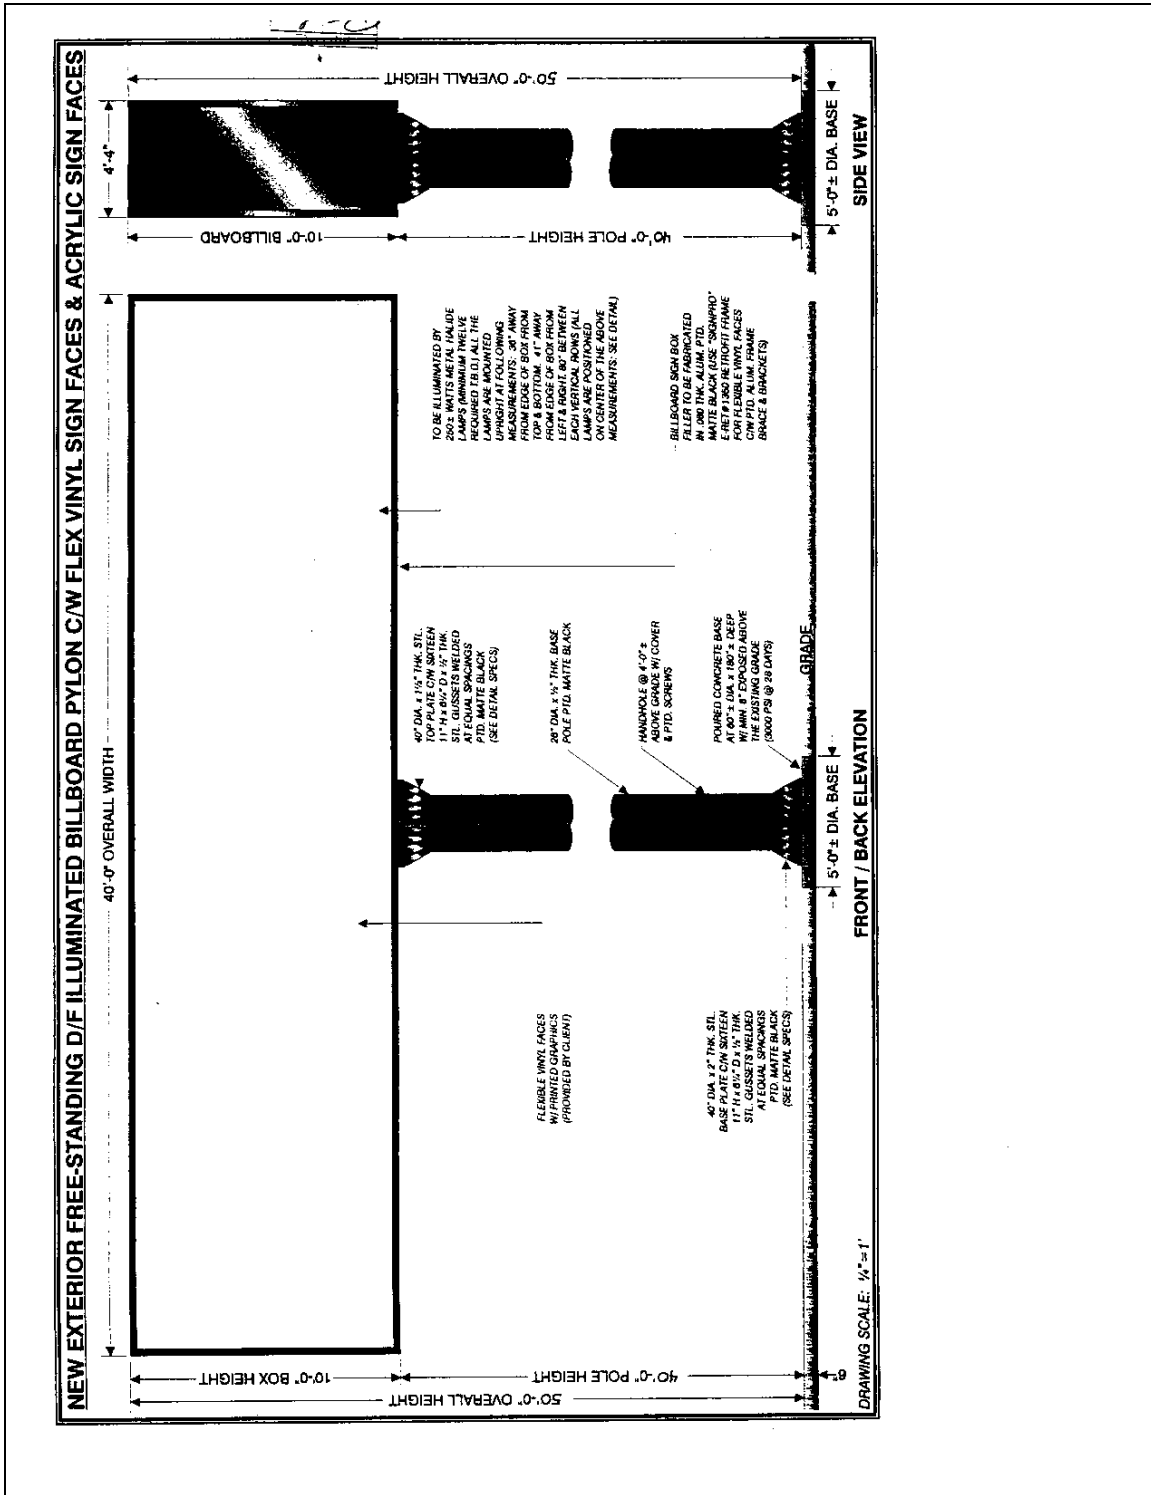 NEW EXTERIOR FREE-STANDING D/F ILLUMINATED BILLBOARD PYLON C/W FLEX VINYL SIGN FACES & ACRYLIC SIGN FACES
40'-0" OVERALL WIDTH
4'-4"
50'-0" OVERALL HEIGHT
10'-0" BOX HEIGHT
40'-0" POLE HEIGHT
6"
10'-0" BILLBOARD
40'-0" POLE HEIGHT
50'-0" OVERALL HEIGHT
FLEXIBLE VINYL FACES
W/ PRINTED GRAPHICS
(PROVIDED BY CLIENT)
40" DIA. x 1½" THK. STL.
TOP PLATE C/W SIXTEEN
11" H x 6¼" D x ½" THK.
STL. GUSSETS WELDED
AT EQUAL SPACINGS
PTD. MATTE BLACK
(SEE DETAIL SPECS)
TO BE ILLUMINATED BY
250± WATTS METAL HALIDE
LAMPS (MINIMUM TWELVE
REQUIRED T.B.D.) ALL THE
LAMPS ARE MOUNTED
UPRIGHT AT FOLLOWING
MEASUREMENTS: 30" AWAY
FROM EDGE OF BOX FROM
TOP & BOTTOM. 41" AWAY
FROM EDGE OF BOX FROM
LEFT & RIGHT. 80" BETWEEN
EACH VERTICAL ROWS (ALL
LAMPS ARE POSITIONED
ON CENTER OF THE ABOVE
MEASUREMENTS: SEE DETAIL)
26" DIA. x ½" THK. BASE
POLE PTD. MATTE BLACK
HANDHOLE @ 4'-0" ±
ABOVE GRADE W/ COVER
& PTD. SCREWS
BILLBOARD SIGN BOX
FILLER TO BE FABRICATED
IN .080 THK. ALUM. PTD.
MATTE BLACK (USE "SIGNPRO"
E-RET#1350 RETROFIT FRAME
FOR FLEXIBLE VINYL FACES
C/W PTD. ALUM. FRAME
BRACE & BRACKETS)
40" DIA. x 2" THK. STL.
BASE PLATE C/W SIXTEEN
11" H x 6¼" D x ½" THK.
STL. GUSSETS WELDED
AT EQUAL SPACINGS
PTD. MATTE BLACK
(SEE DETAIL SPECS)
POURED CONCRETE BASE
AT 60" ± DIA. x 180" ± DEEP
W/ MIN. 6" EXPOSED ABOVE
THE EXISTING GRADE
(3000 PSI @ 28 DAYS)
GRADE
5'-0"± DIA. BASE
5'-0"± DIA. BASE
DRAWING SCALE: ¼"=1'
FRONT / BACK ELEVATION
SIDE VIEW